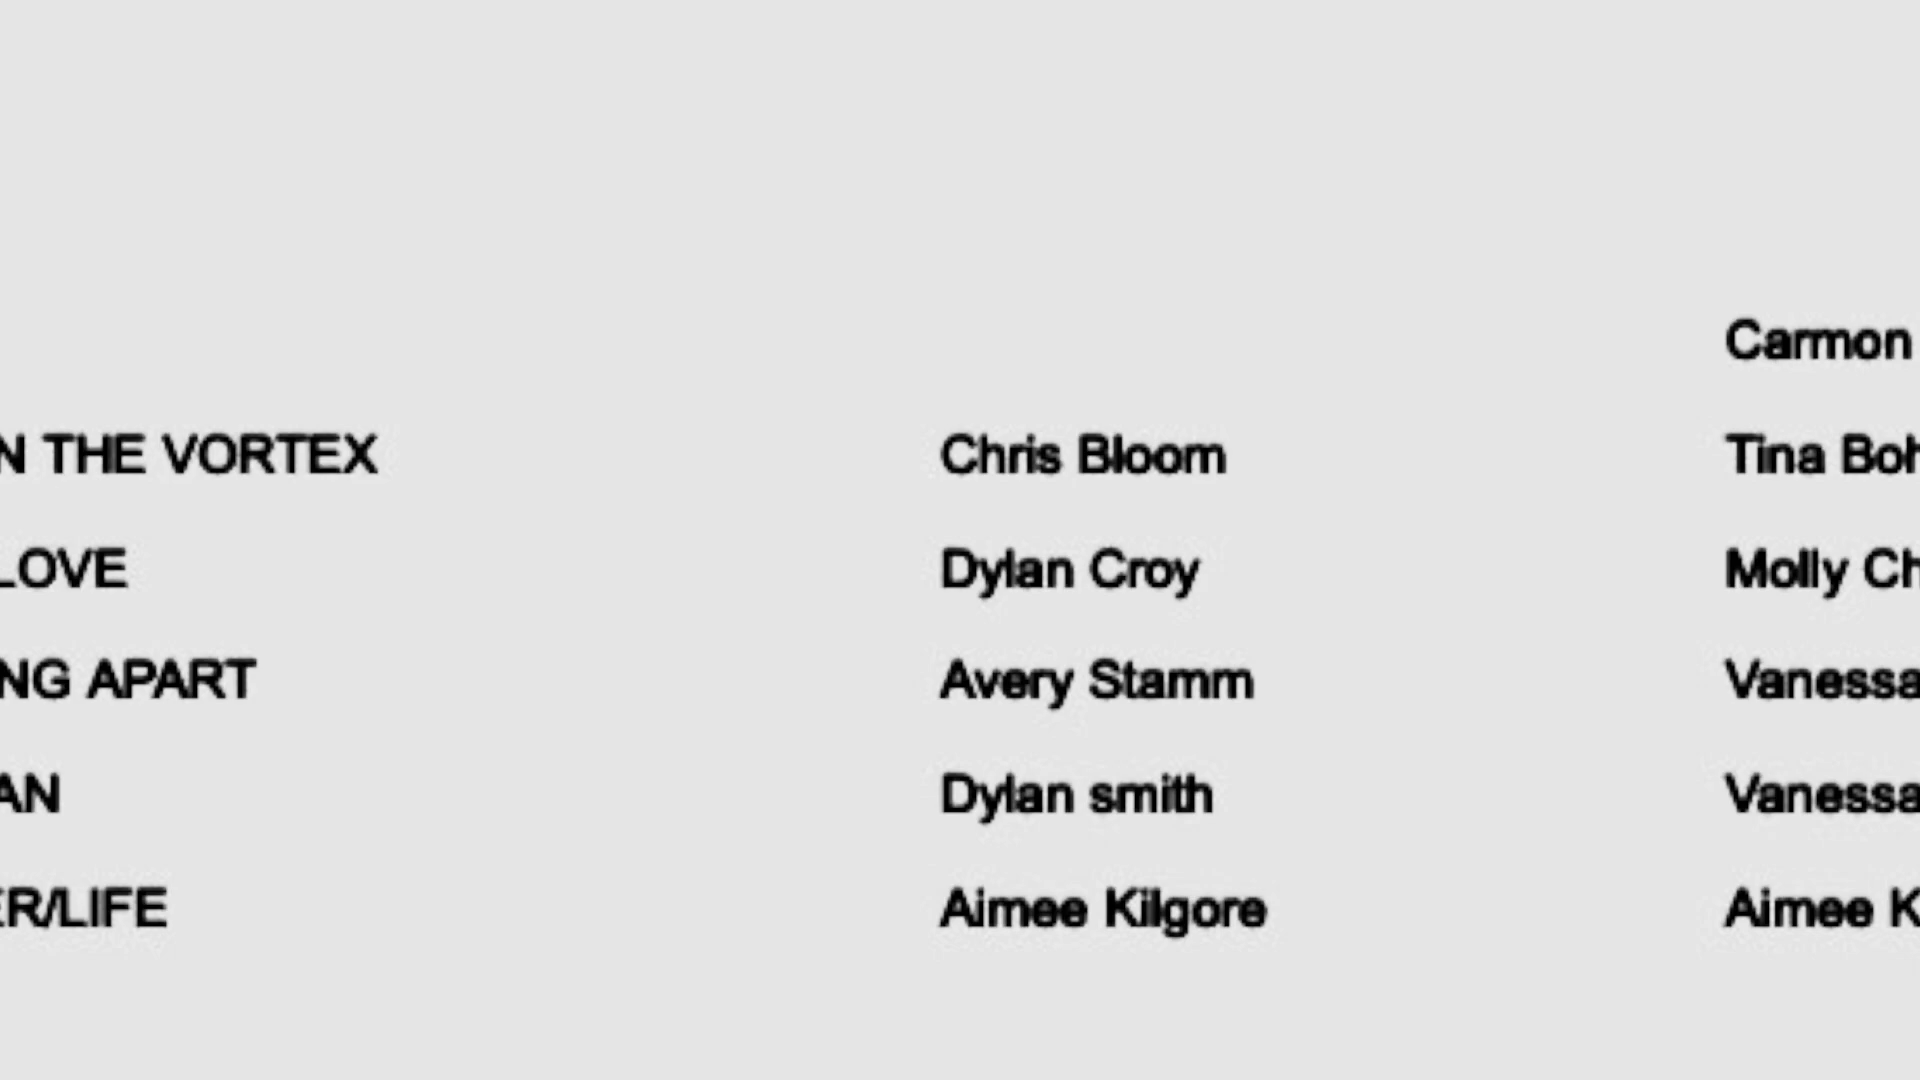 Carmon
N THE VORTEX Chris Bloom Tina Boh
LOVE Dylan Croy Molly Ch
NG APART Avery Stamm Vanessa
AN Dylan smith Vanessa
ER/LIFE Aimee Kilgore Aimee K